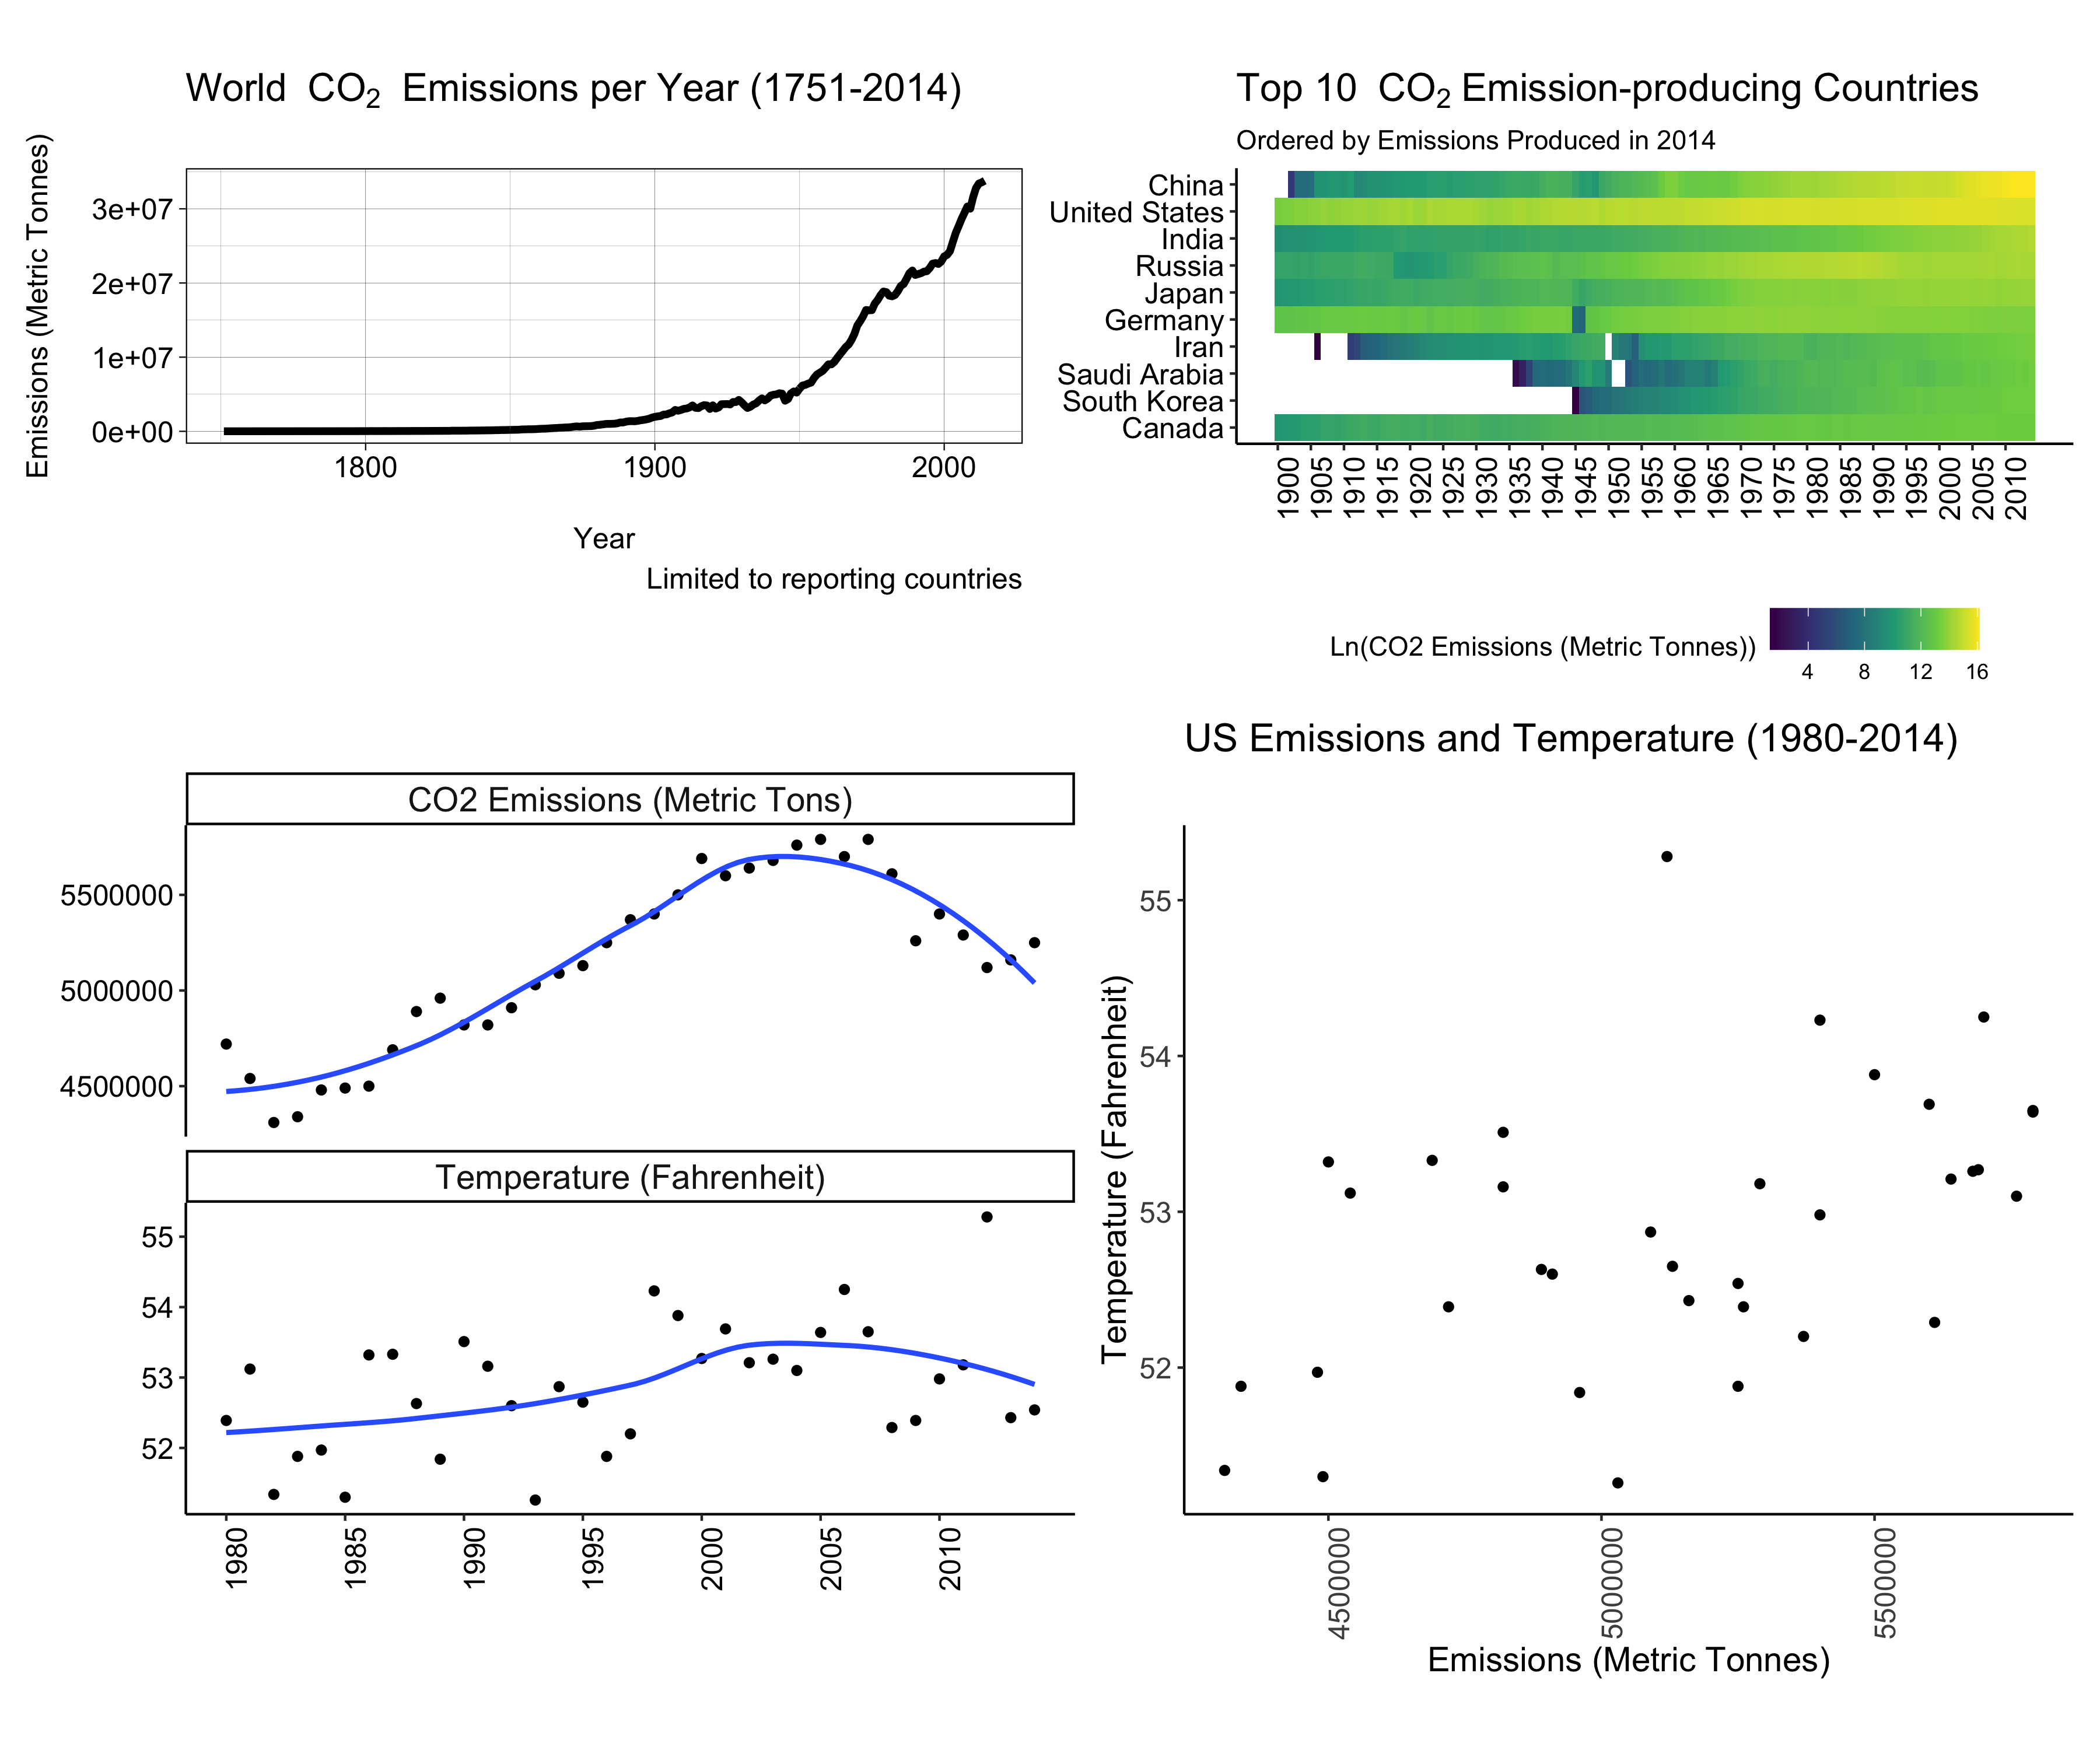 World CO2 Emissions per Year (1751-2014)
Emissions (Metric Tonnes)
3e+07
2e+07
1e+07
0e+00
1800 1900 2000
Year
Limited to reporting countries
Top 10 CO2 Emission-producing Countries
Ordered by Emissions Produced in 2014
China
United States
India
Russia
Japan
Germany
Iran
Saudi Arabia
South Korea
Canada
1900 1905 1910 1915 1920 1925 1930 1935 1940 1945 1950 1955 1960 1965 1970 1975 1980 1985 1990 1995 2000 2005 2010
Ln(CO2 Emissions (Metric Tonnes))
4 8 12 16
CO2 Emissions (Metric Tons)
5500000
5000000
4500000
Temperature (Fahrenheit)
55
54
53
52
1980 1985 1990 1995 2000 2005 2010
US Emissions and Temperature (1980-2014)
Temperature (Fahrenheit)
55
54
53
52
4500000 5000000 5500000
Emissions (Metric Tonnes)